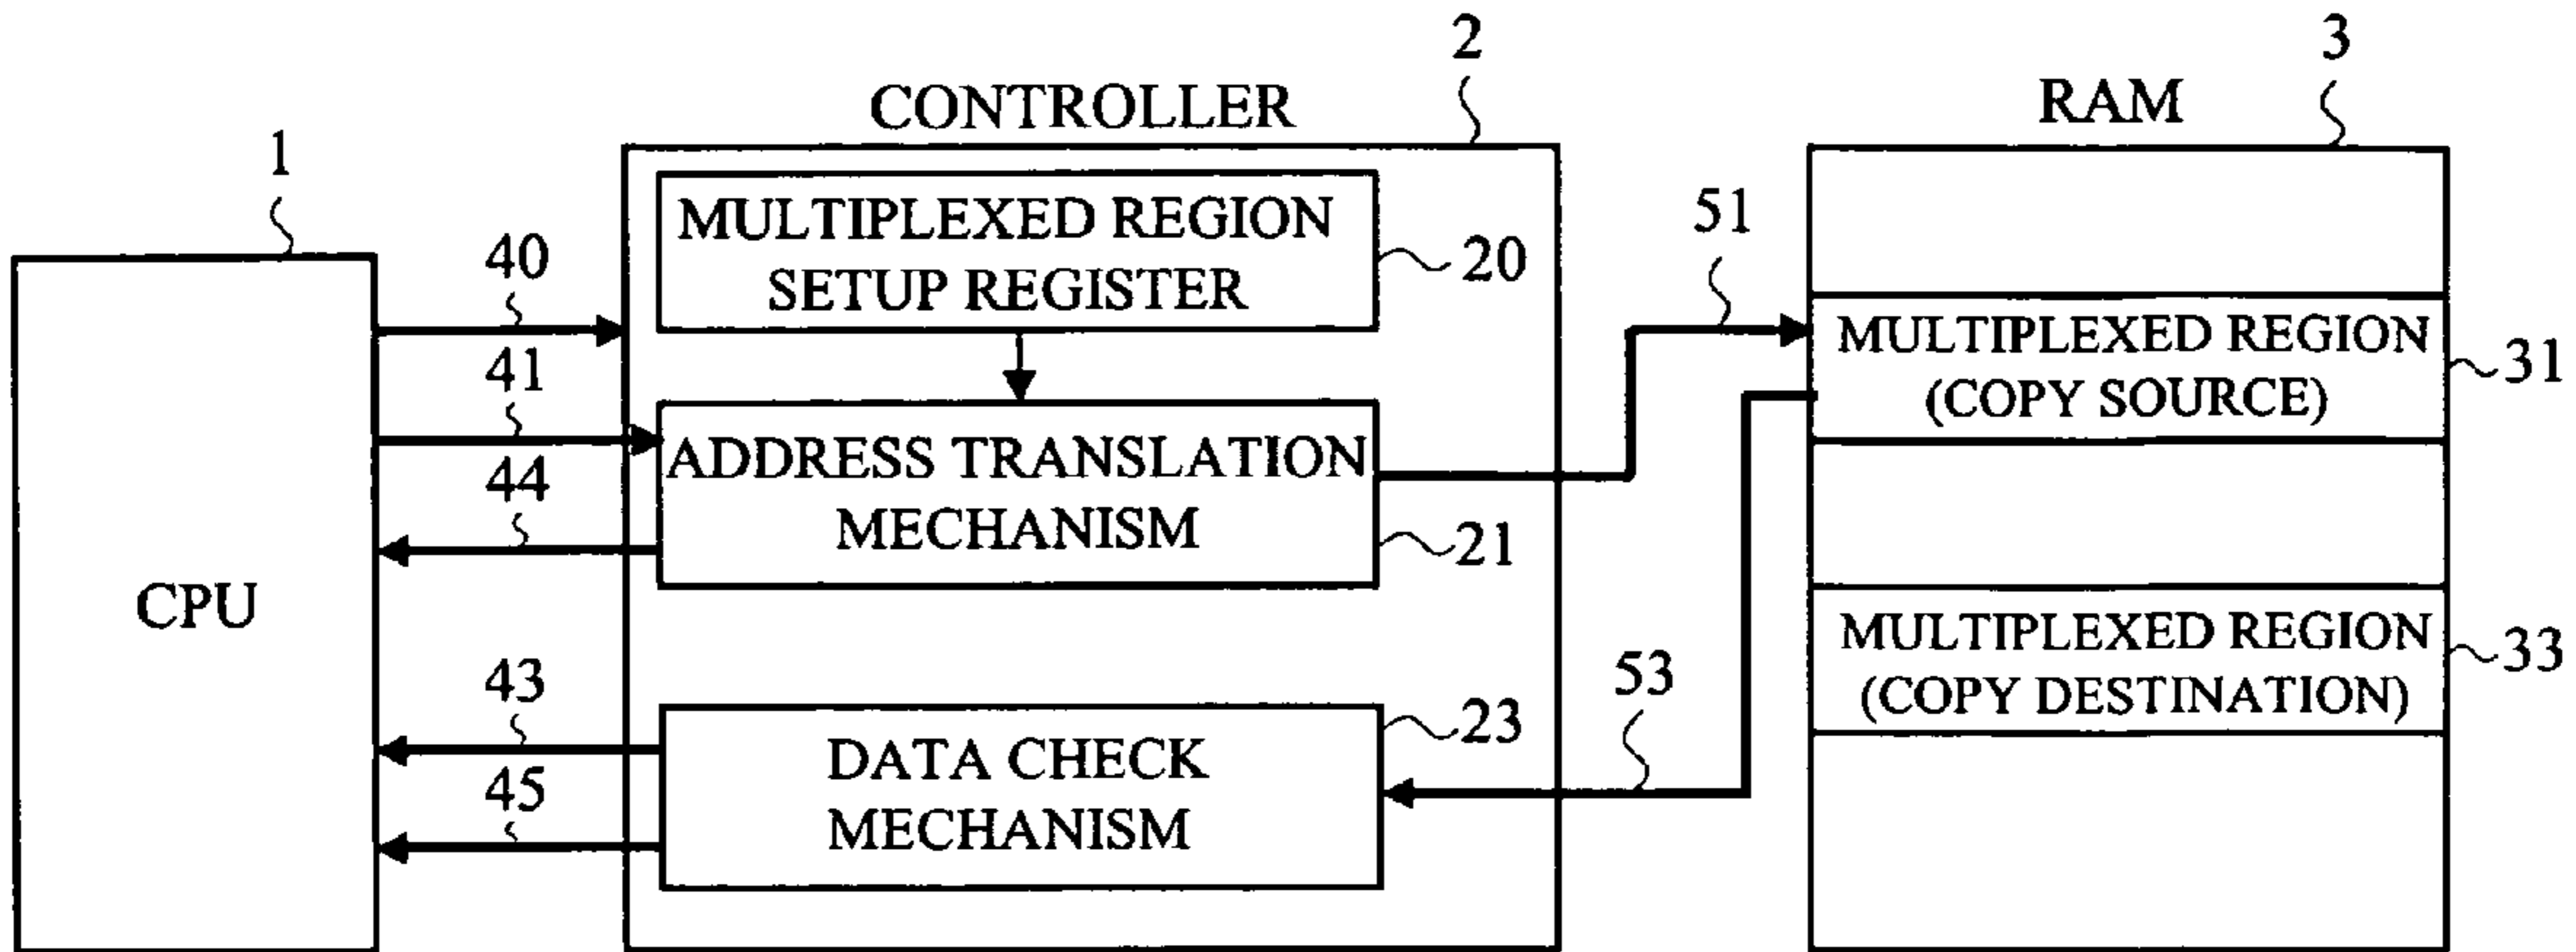 2
3
CONTROLLER
RAM
1
MULTIPLEXED REGION
SETUP REGISTER
20
51
40
MULTIPLEXED REGION
(COPY SOURCE)
31
41
ADDRESS TRANSLATION
MECHANISM
21
44
CPU
MULTIPLEXED REGION
(COPY DESTINATION)
33
43
53
23
DATA CHECK
MECHANISM
45